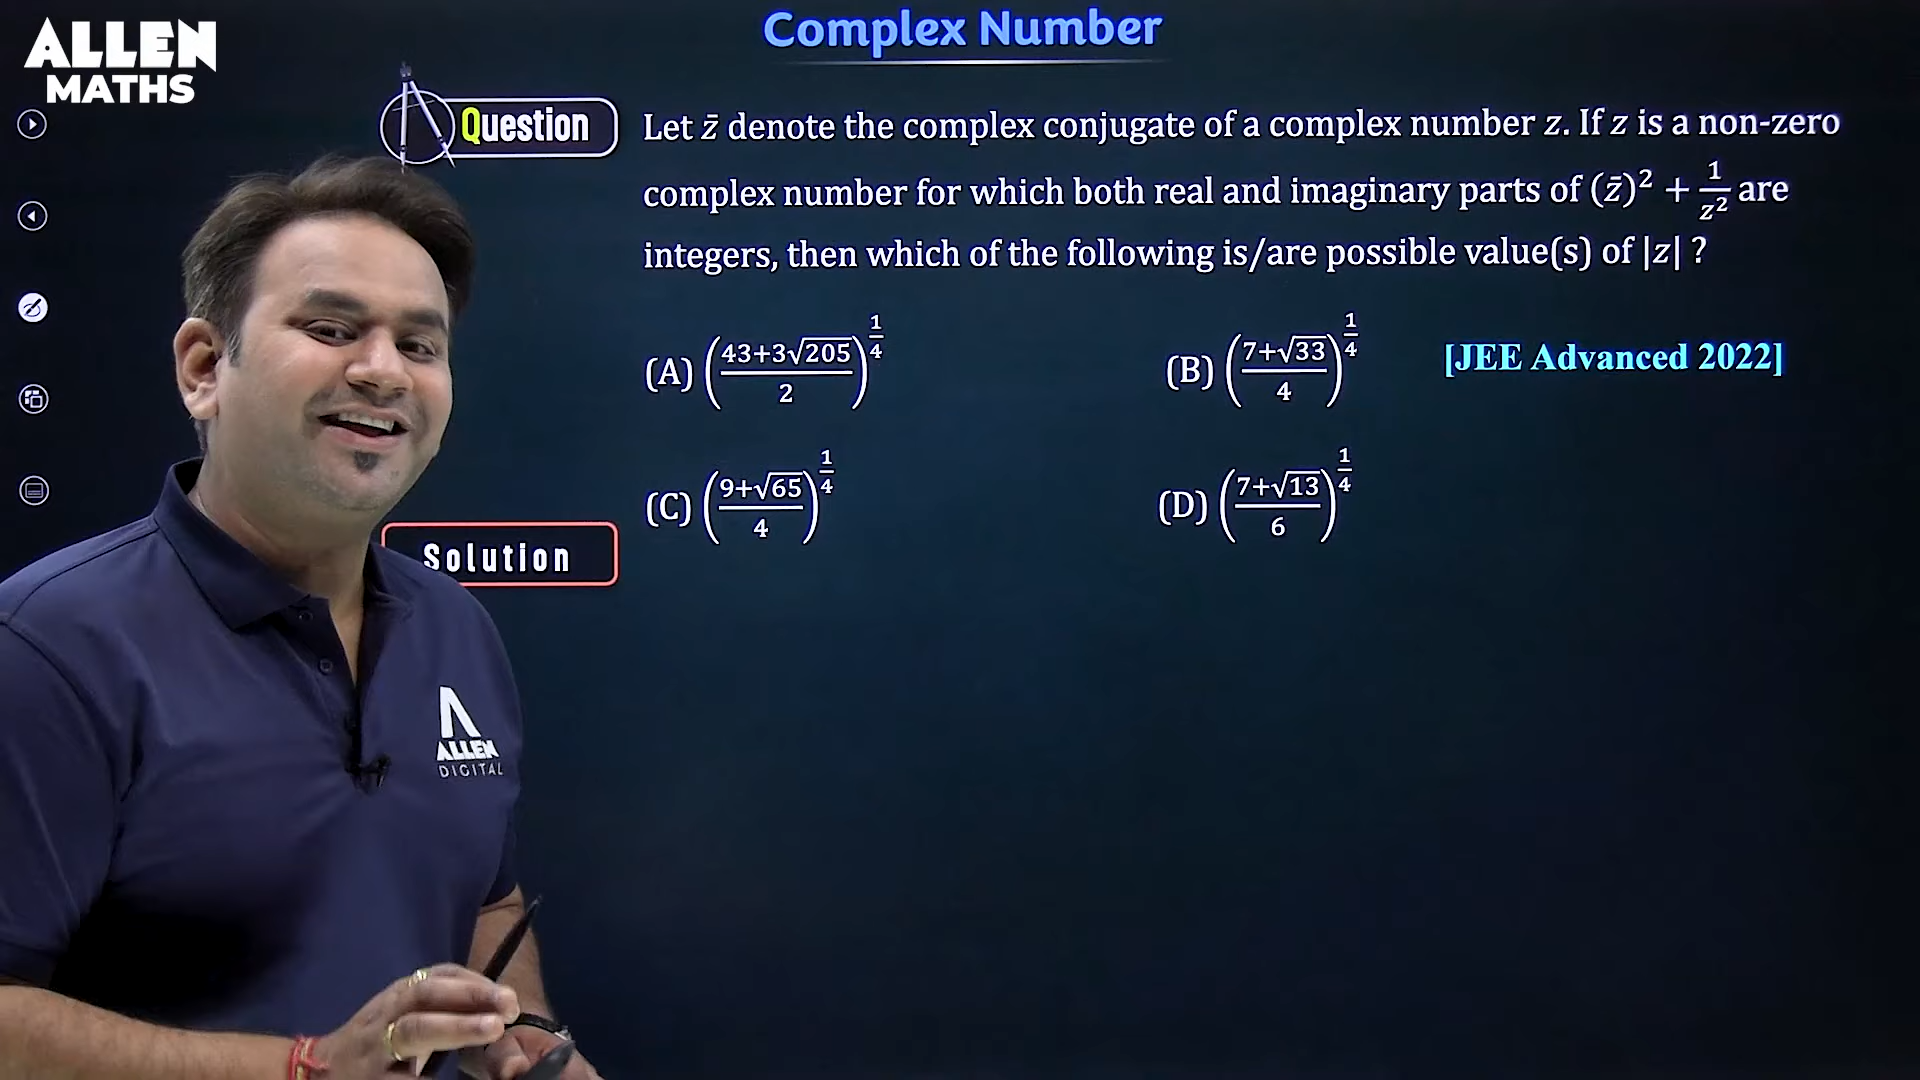 Complex Number
ALLEN
MATHS
Question
Let z̄ denote the complex conjugate of a complex number z. If z is a non-zero
complex number for which both real and imaginary parts of (z̄)² + 1/z² are
integers, then which of the following is/are possible value(s) of |z| ?
(A) ((43+3√205)/2)^(1/4)
(B) ((7+√33)/4)^(1/4)
[JEE Advanced 2022]
(C) ((9+√65)/4)^(1/4)
(D) ((7+√13)/6)^(1/4)
Solution
ALLEN
DIGITAL